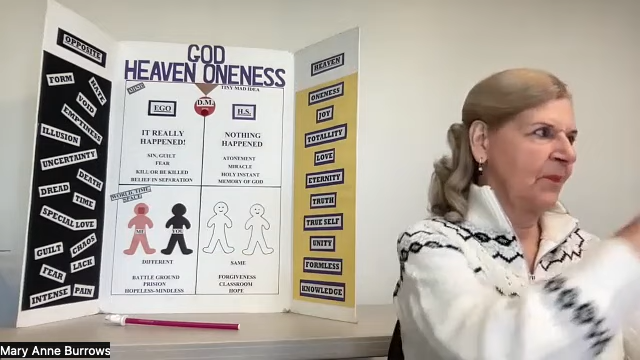 OPPOSITE
FORM
HATE
VOID
EMPTINESS
ILLUSION
UNCERTAINTY
DEATH
DREAD
TIME
SPECIAL LOVE
GUILT
CHAOS
FEAR
LACK
INTENSE
PAIN
GOD
HEAVEN ONENESS
MIND
TINY MAD IDEA
EGO
D.M.
H.S.
IT REALLY
HAPPENED!
SIN, GUILT
FEAR
KILL OR BE KILLED
BELIEF IN SEPARATION
NOTHING
HAPPENED
ATONEMENT
MIRACLE
HOLY INSTANT
MEMORY OF GOD
WORLD, TIME,
SPACE
ME
YOU
DIFFERENT
BATTLE GROUND
PRISION
HOPELESS-MINDLESS
SAME
FORGIVENESS
CLASSROOM
HOPE
HEAVEN
ONENESS
JOY
TOTALLITY
LOVE
ETERNITY
TRUTH
TRUE SELF
UNITY
FORMLESS
KNOWLEDGE
Mary Anne Burrows